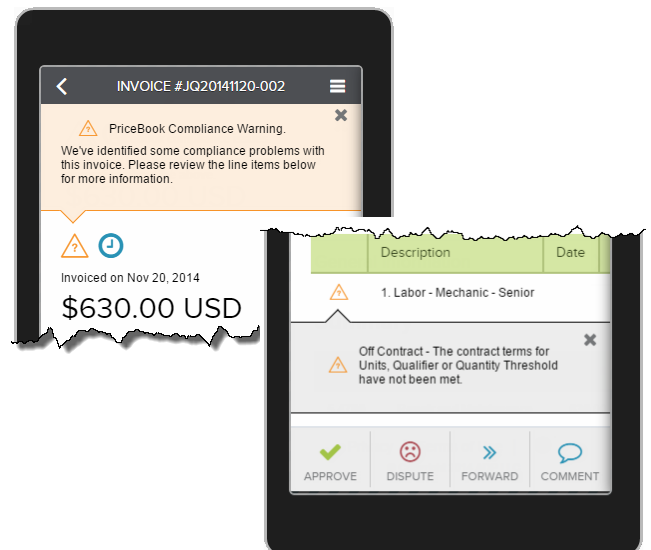 INVOICE #JQ20141120-002
PriceBook Compliance Warning.
We've identified some compliance problems with
this invoice. Please review the line items below
for more information.
Invoiced on Nov 20, 2014
$630.00 USD
Description Date
1. Labor - Mechanic - Senior
Off Contract - The contract terms for
Units, Qualifier or Quantity Threshold
have not been met.
APPROVE DISPUTE FORWARD COMMENT